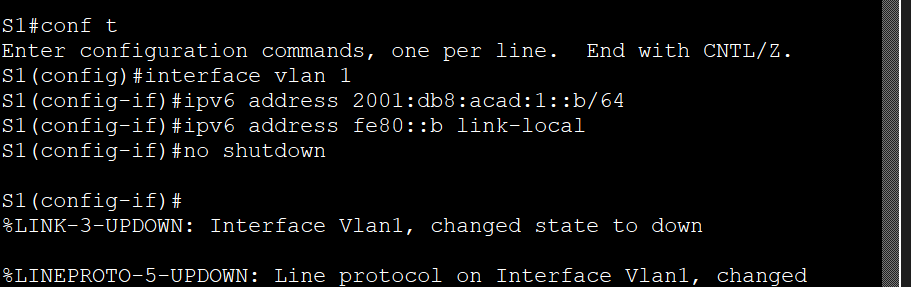 S1#conf t
Enter configuration commands, one per line.  End with CNTL/Z.
S1(config)#interface vlan 1
S1(config-if)#ipv6 address 2001:db8:acad:1::b/64
S1(config-if)#ipv6 address fe80::b link-local
S1(config-if)#no shutdown
S1(config-if)#
%LINK-3-UPDOWN: Interface Vlan1, changed state to down
%LINEPROTO-5-UPDOWN: Line protocol on Interface Vlan1, changed